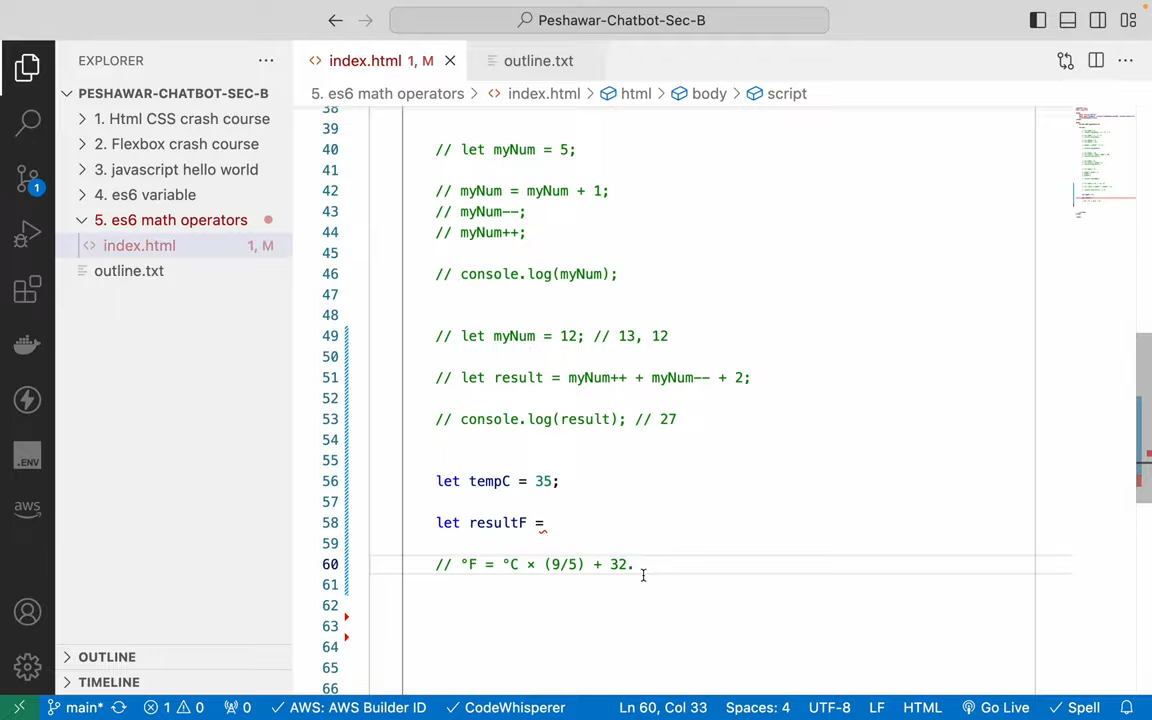 Peshawar-Chatbot-Sec-B
EXPLORER
index.html 1, M
outline.txt
PESHAWAR-CHATBOT-SEC-B
5. es6 math operators > index.html > html > body > script
1. Html CSS crash course
2. Flexbox crash course
3. javascript hello world
4. es6 variable
5. es6 math operators
index.html 1, M
outline.txt
38
39
40 // let myNum = 5;
41
42 // myNum = myNum + 1;
43 // myNum--;
44 // myNum++;
45
46 // console.log(myNum);
47
48
49 // let myNum = 12; // 13, 12
50
51 // let result = myNum++ + myNum-- + 2;
52
53 // console.log(result); // 27
54
55
56 let tempC = 35;
57
58 let resultF =
59
60 // °F = °C × (9/5) + 32.
61
62
63
64
65
66
1
.ENV
aws
OUTLINE
TIMELINE
main* 1 0 0 AWS: AWS Builder ID CodeWhisperer Ln 60, Col 33 Spaces: 4 UTF-8 LF HTML Go Live Spell